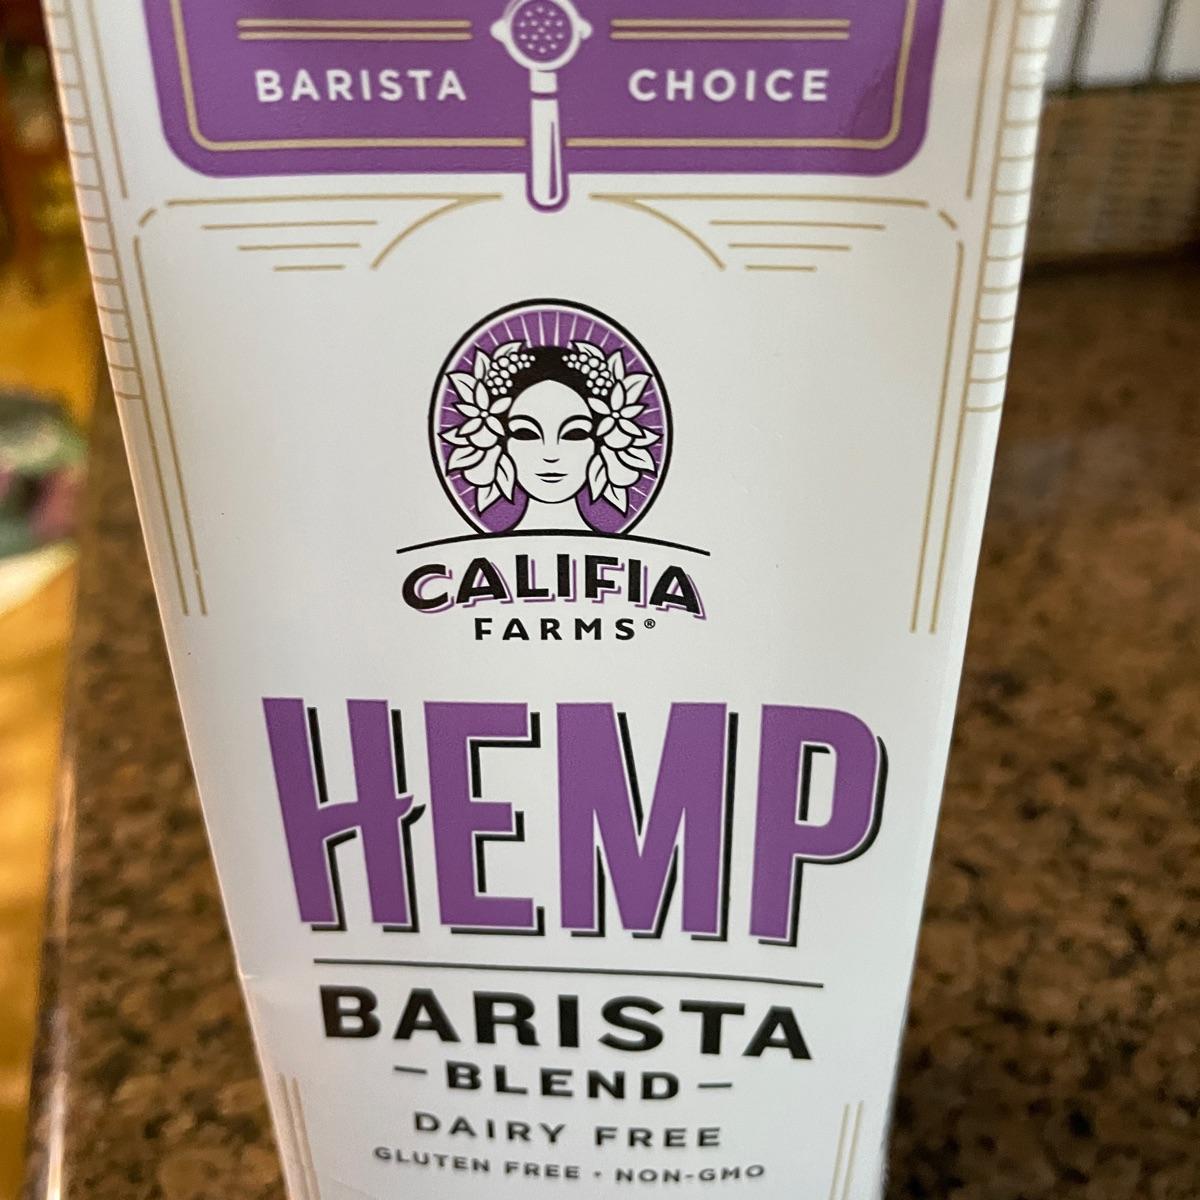 BARISTA CHOICE
CALIFIA
FARMS®
HEMP
BARISTA
-BLEND-
DAIRY FREE
GLUTEN FREE • NON-GMO